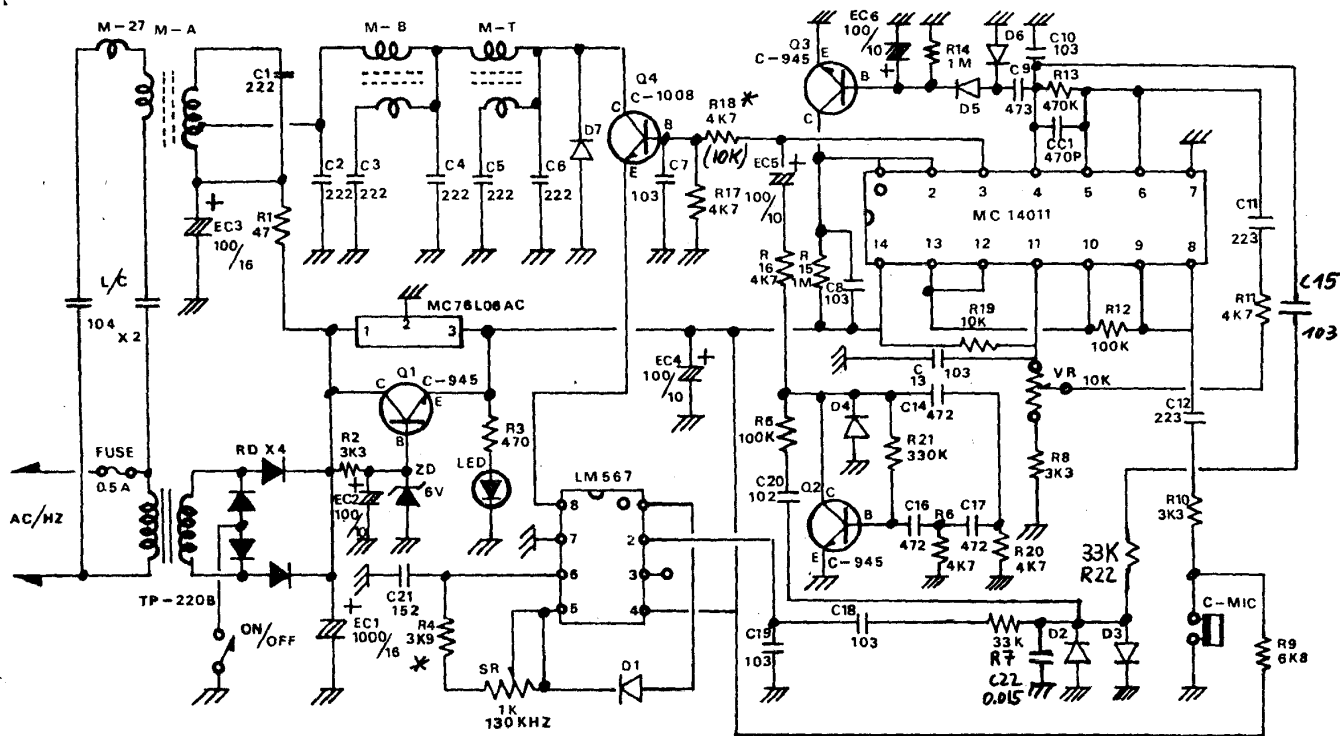 M-27 M-A
C1
222
M-B
M-T
Q4
C-1008
C
B
E
D7
C2
222
C3
222
C4
222
C5
222
C6
222
C7
103
R18 *
4K7
(10K)
R17
4K7
EC5
+
100/10
EC6
100/10
+
Q3
C-945
E
B
C
R14
1M
D6
D5
C9
473
C10
103
R13
470K
CC1
470P
2 3 4 5 6 7
MC 14011
14 13 12 11 10 9 8
C11
223
R11
4K7
C15
103
+
EC3
100/16
R1
47
L/C
104
X2
MC76L06AC
1 2 3
R16
4K7
R15
1M
C8
103
R19
10K
R12
100K
C13
103
VR
10K
EC4
+
100/10
Q1
C-945
C
E
B
R2
3K3
ZD
6V
+
EC2
100/10
R3
470
LED
FUSE
0.5A
RD X4
AC/HZ
TP-220B
ON/OFF
LM567
8
7
6
5
2
3
4
C21
152
R4
3K9
*
+
EC1
1000/16
SR
1K
130KHZ
D1
R6
100K
D4
C14
472
R21
330K
C20
102
Q2
C
B
E
C-945
C16
472
R6
4K7
C17
472
R20
4K7
R8
3K3
C12
223
R10
3K3
33K
R22
C-MIC
R9
6K8
C18
103
C19
103
33K
R7
C22
0.015
D2
D3